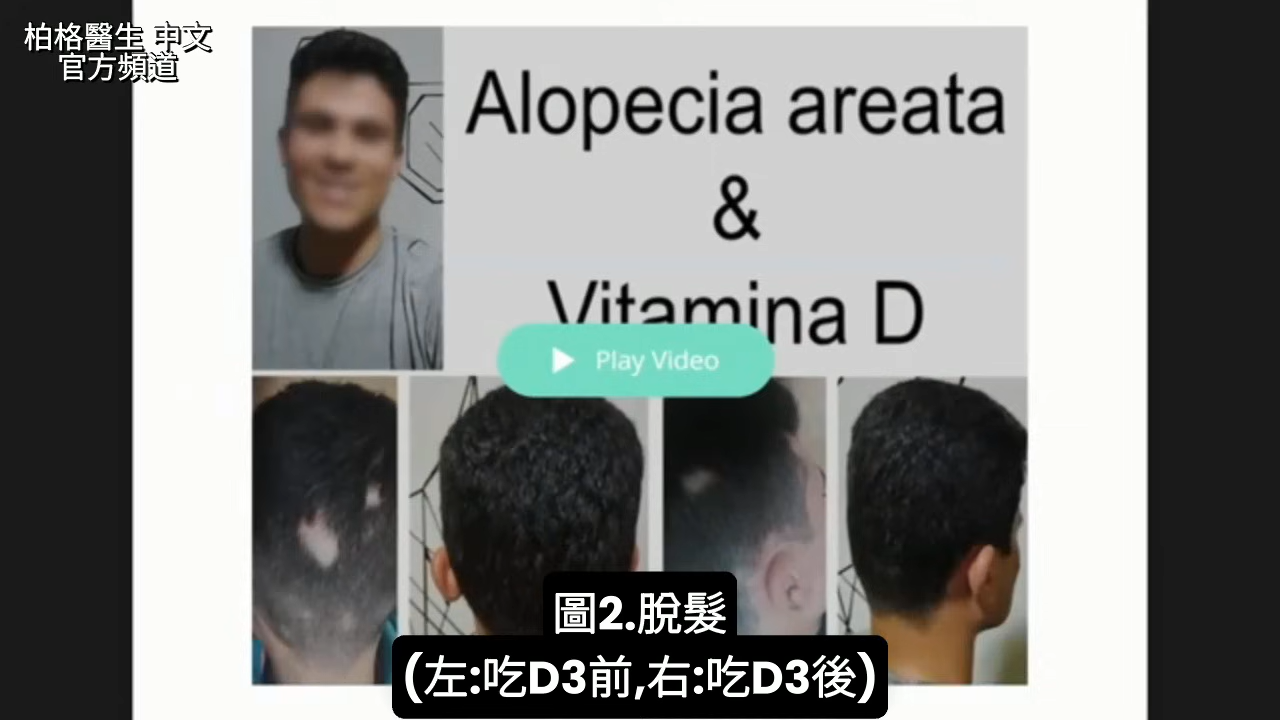 柏格醫生 中文
官方頻道
Alopecia areata
&
Vitamina D
Play Video
圖2.脫髮
(左:吃D3前,右:吃D3後)